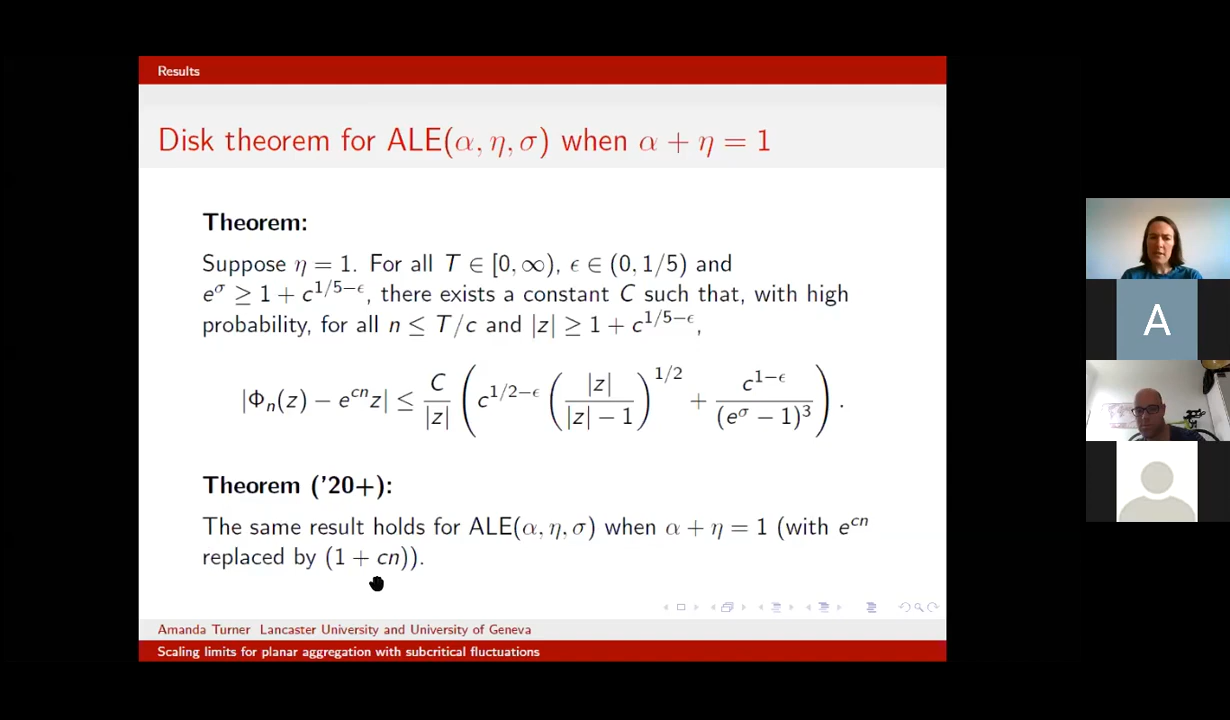 Results
Disk theorem for ALE(α, η, σ) when α + η = 1
Theorem:
Suppose η = 1. For all T ∈ [0, ∞), ϵ ∈ (0, 1/5) and
e^σ ≥ 1 + c^{1/5−ϵ}, there exists a constant C such that, with high
probability, for all n ≤ T/c and |z| ≥ 1 + c^{1/5−ϵ},
|Φ_n(z) − e^{cn}z| ≤ \frac{C}{|z|} ( c^{1/2−ϵ} ( \frac{|z|}{|z| − 1} )^{1/2} + \frac{c^{1−ϵ}}{(e^σ − 1)^3} ) .
Theorem ('20+):
The same result holds for ALE(α, η, σ) when α + η = 1 (with e^{cn}
replaced by (1 + cn)).
Amanda Turner Lancaster University and University of Geneva
Scaling limits for planar aggregation with subcritical fluctuations
A